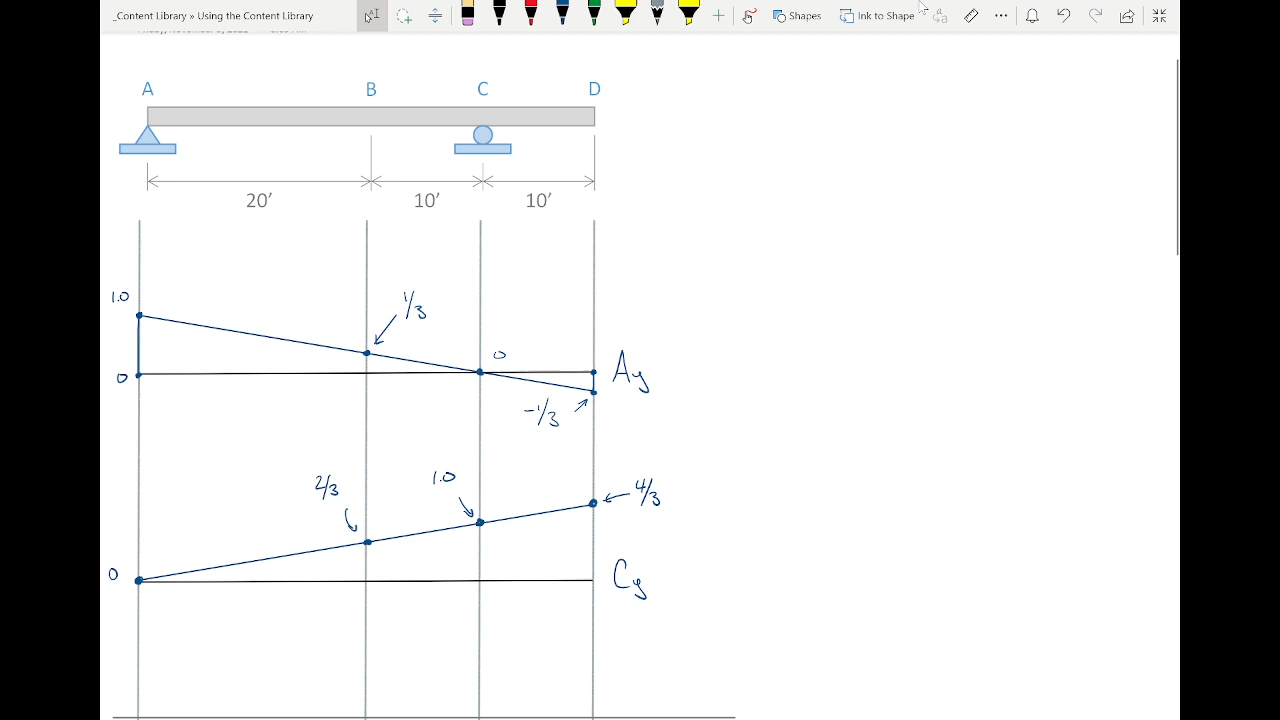 _Content Library » Using the Content Library
Shapes
Ink to Shape
A B C D
20’ 10’ 10’
1.0
1/3
0
0
Ay
-1/3
2/3
1.0
4/3
0
Cy